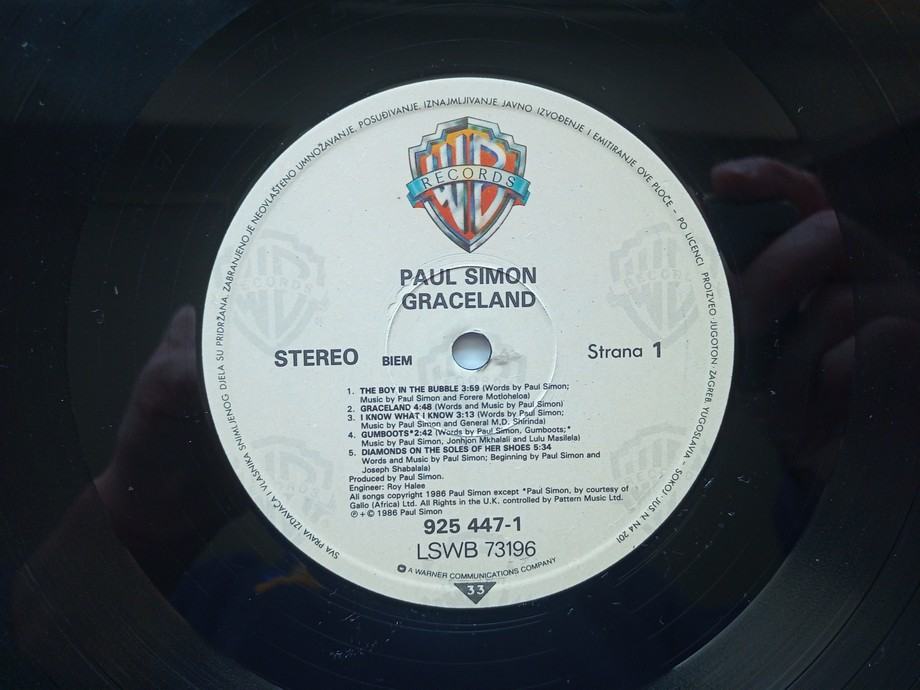 SVA PRAVA IZDAVAČA I VLASNIKA SNIMLJENOG DJELA SU PRIDRŽANA. ZABRANJENO JE NEOVLAŠTENO UMNOŽAVANJE, POSUĐIVANJE, IZNAJMLJIVANJE JAVNO IZVOĐENJE I EMITIRANJE OVE PLOČE - PO LICENCI PROIZVEO JUGOTON ZAGREB, YUGOSLAVIA - SOKOJ - JUS N. N4 201
WB
RECORDS
PAUL SIMON
GRACELAND
STEREO BIEM Strana 1
1. THE BOY IN THE BUBBLE 3:59 (Words by Paul Simon;
Music by Paul Simon and Forere Motloheloa)
2. GRACELAND 4:48 (Words and Music by Paul Simon)
3. I KNOW WHAT I KNOW 3:13 (Words by Paul Simon;
Music by Paul Simon and General M.D. Shirinda)
4. GUMBOOTS*2:42 (Words by Paul Simon, Gumboots;*
Music by Paul Simon, Jonhjon Mkhalali and Lulu Masilela)
5. DIAMONDS ON THE SOLES OF HER SHOES 5:34
Words and Music by Paul Simon; Beginning by Paul Simon and
Joseph Shabalala)
Produced by Paul Simon.
Engineer: Roy Halee
All songs copyright 1986 Paul Simon except *Paul Simon, by courtesy of
Gallo (Africa) Ltd. All Rights in the U.K. controlled by Pattern Music Ltd.
℗ + © 1986 Paul Simon
925 447-1
LSWB 73196
A WARNER COMMUNICATIONS COMPANY
33